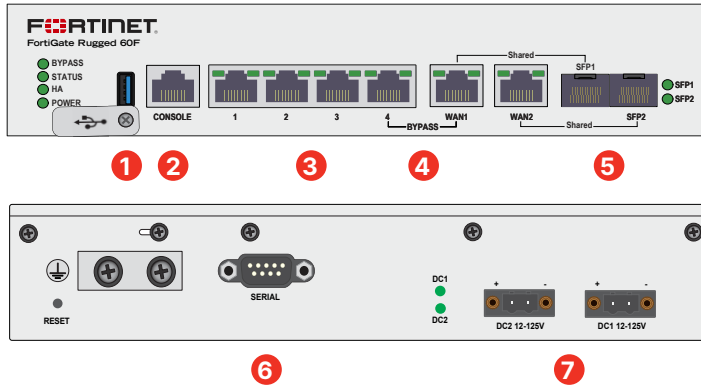 FORTINET
FortiGate Rugged 60F
BYPASS
STATUS
HA
POWER
CONSOLE
1
2
3
4
BYPASS
WAN1
WAN2
Shared
SFP1
Shared
SFP2
SFP1
SFP2
1
2
3
4
5
RESET
SERIAL
DC1
DC2
+ -
DC2 12-125V
+ -
DC1 12-125V
6
7